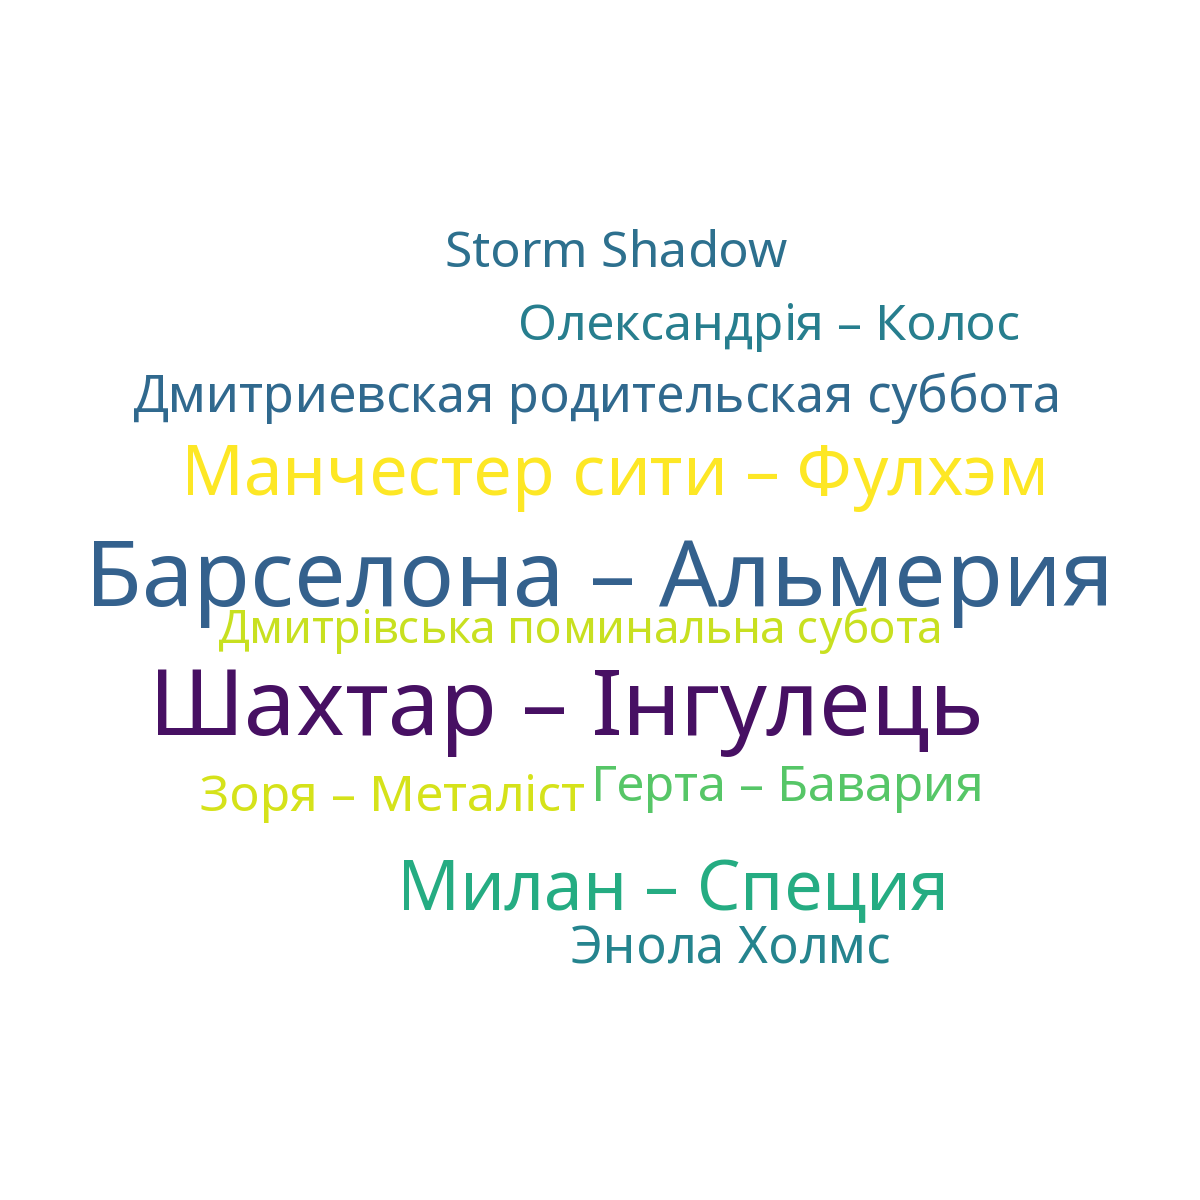 Storm Shadow
Олександрія – Колос
Дмитриевская родительская суббота
Манчестер сити – Фулхэм
Барселона – Альмерия
Дмитрівська поминальна субота
Шахтар – Інгулець
Зоря – Металіст
Герта – Бавария
Милан – Специя
Энола Холмс